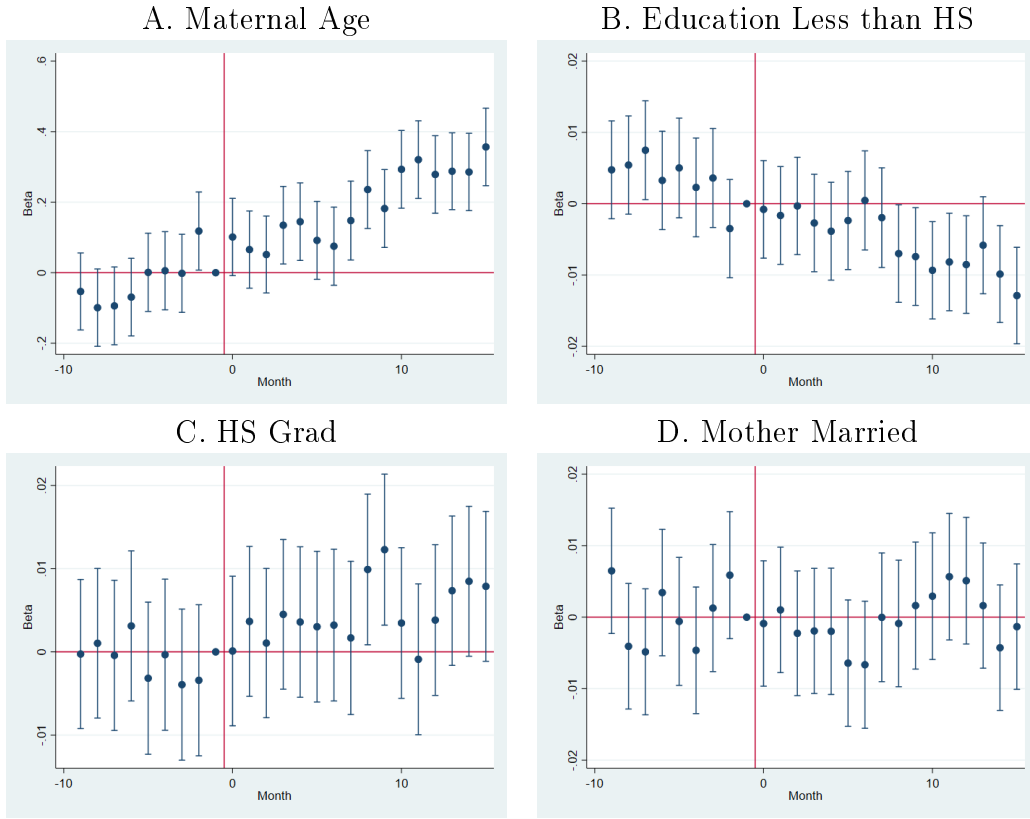 A. Maternal Age
.6
.4
.2
0
-.2
Beta
-10
0
10
Month
B. Education Less than HS
.02
.01
0
-.01
-.02
Beta
-10
0
10
Month
C. HS Grad
.02
.01
0
-.01
Beta
-10
0
10
Month
D. Mother Married
.02
.01
0
-.01
-.02
Beta
-10
0
10
Month